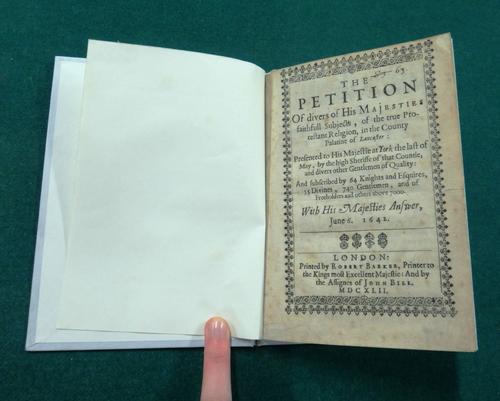 63.
THE
PETITION
Of divers of His MAJESTIES
faithfull Subjects, of the true Pro-
testant Religion, in the County
Palatine of Lancaster:
Presented to His Majestie at York the last of
May, by the high Sheriffe of that Countie,
and divers other Gentlemen of Quality:
And subscribed by 64 Knights and Esquires,
55 Divines, 740 Gentlemen, and of
Freeholders and others above 7000.
With His Majesties Answer,
June 6. 1642.
LONDON:
Printed by ROBERT BARKER, Printer to
the Kings most Excellent Majestie: And by
the Assignes of JOHN BILL.
MDCXLII.